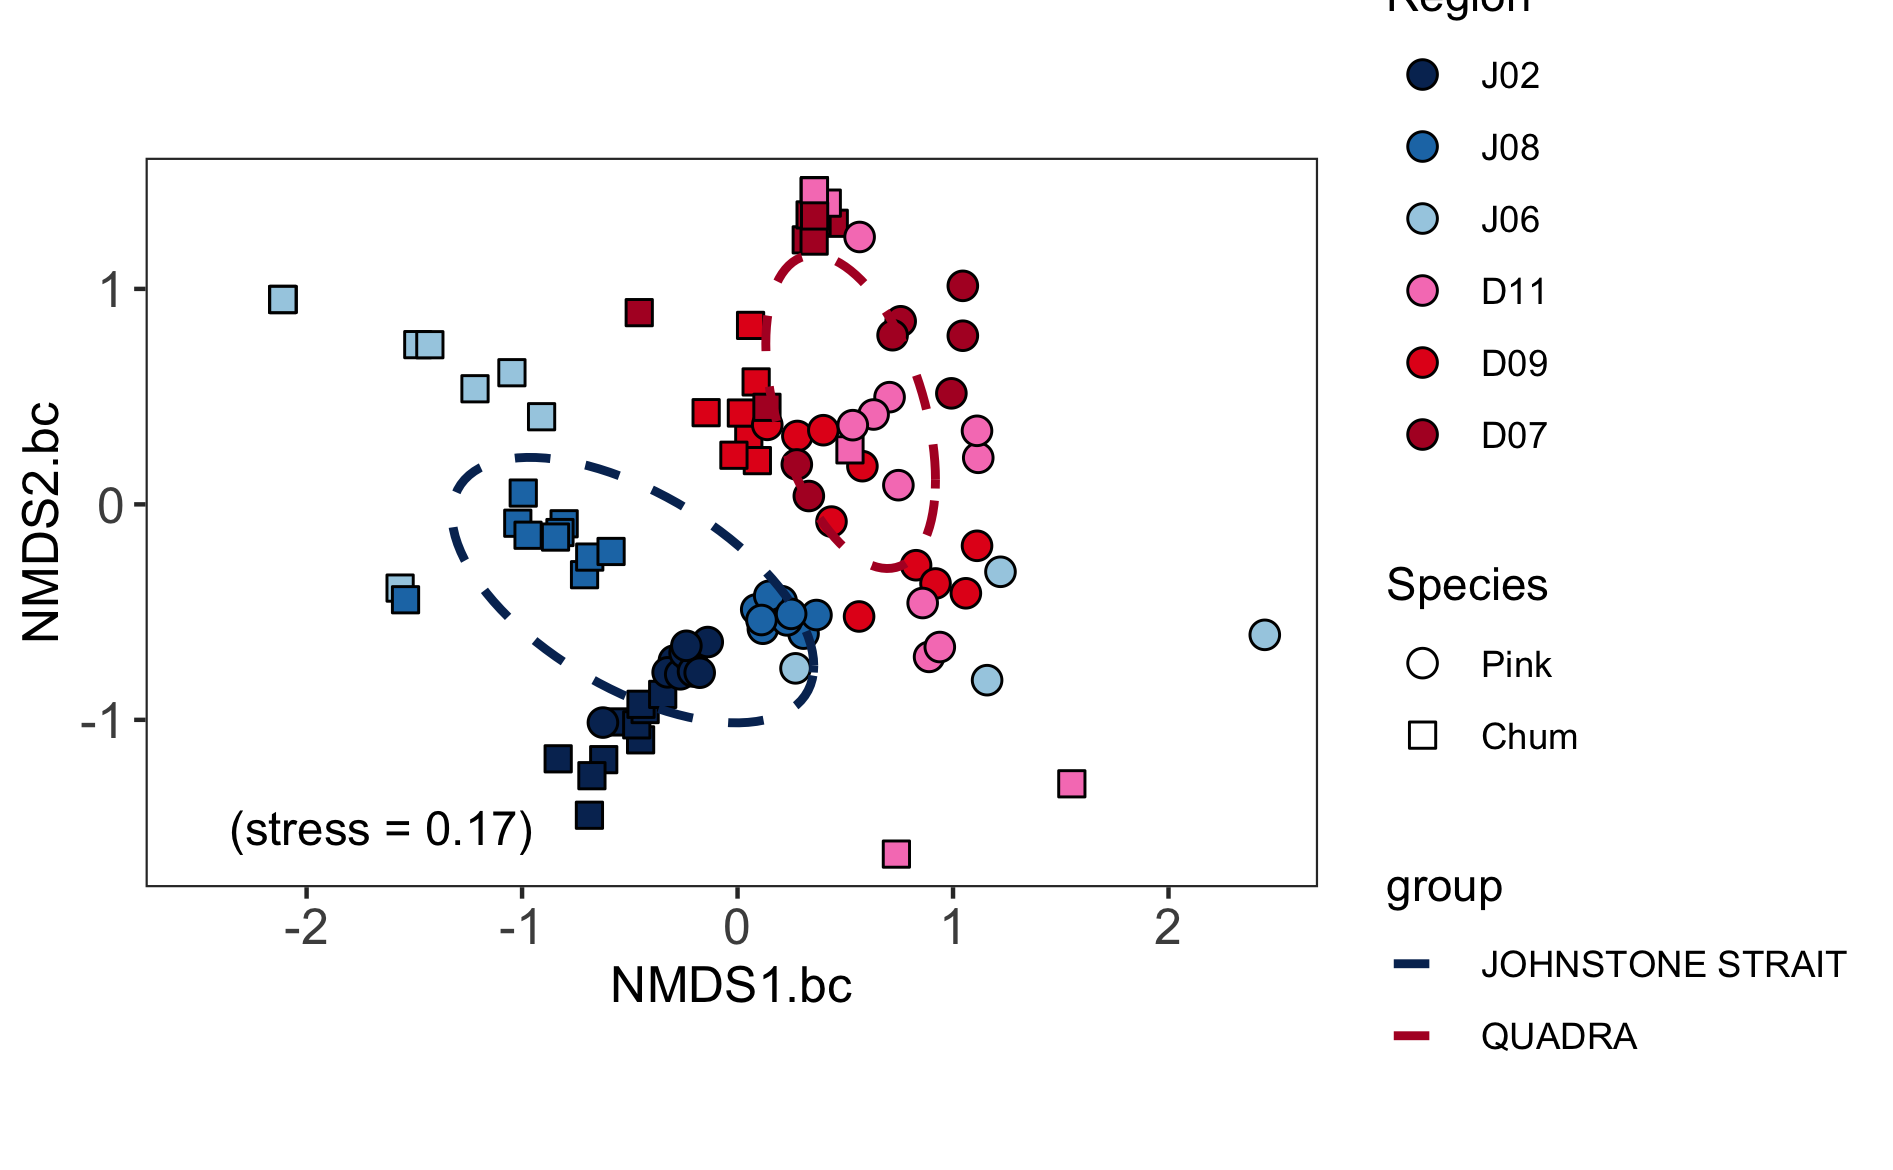 Region
J02
J08
J06
D11
D09
D07
Species
Pink
Chum
group
JOHNSTONE STRAIT
QUADRA
NMDS2.bc
1
0
-1
(stress = 0.17)
-2
-1
0
1
2
NMDS1.bc